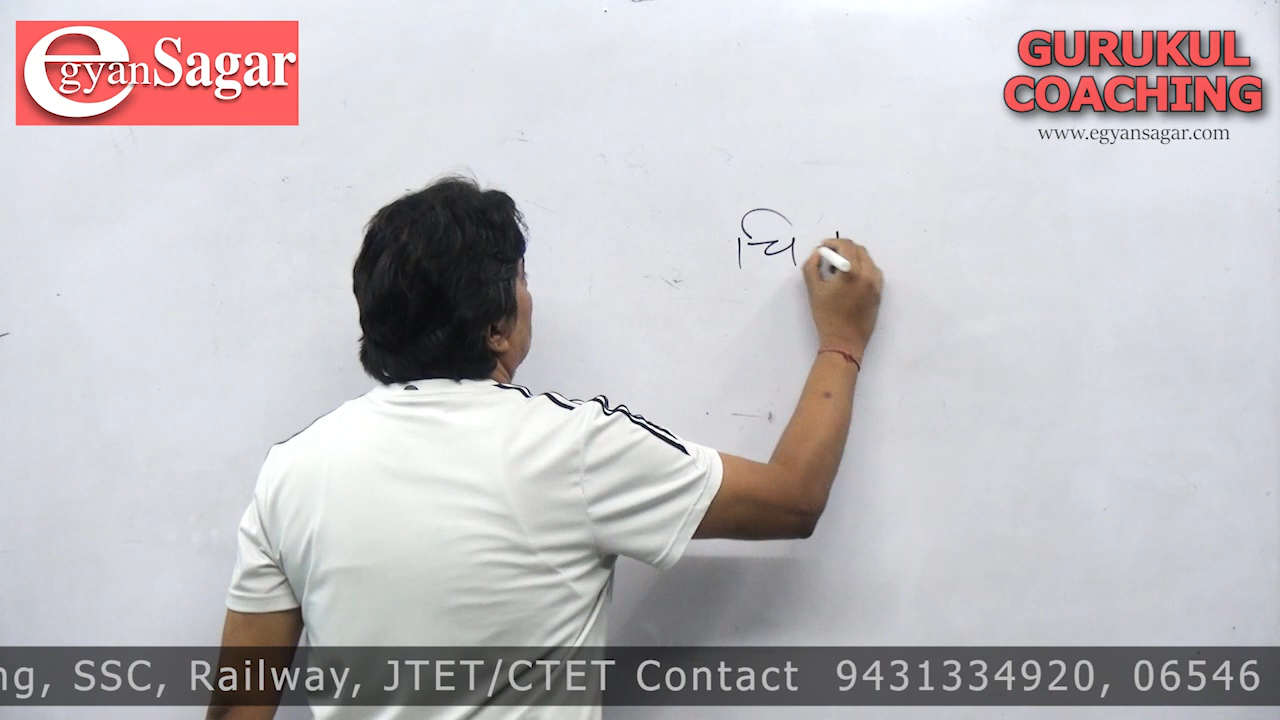 egyanSagar
GURUKUL
COACHING
www.egyansagar.com
चि
ng, SSC, Railway, JTET/CTET Contact 9431334920, 06546